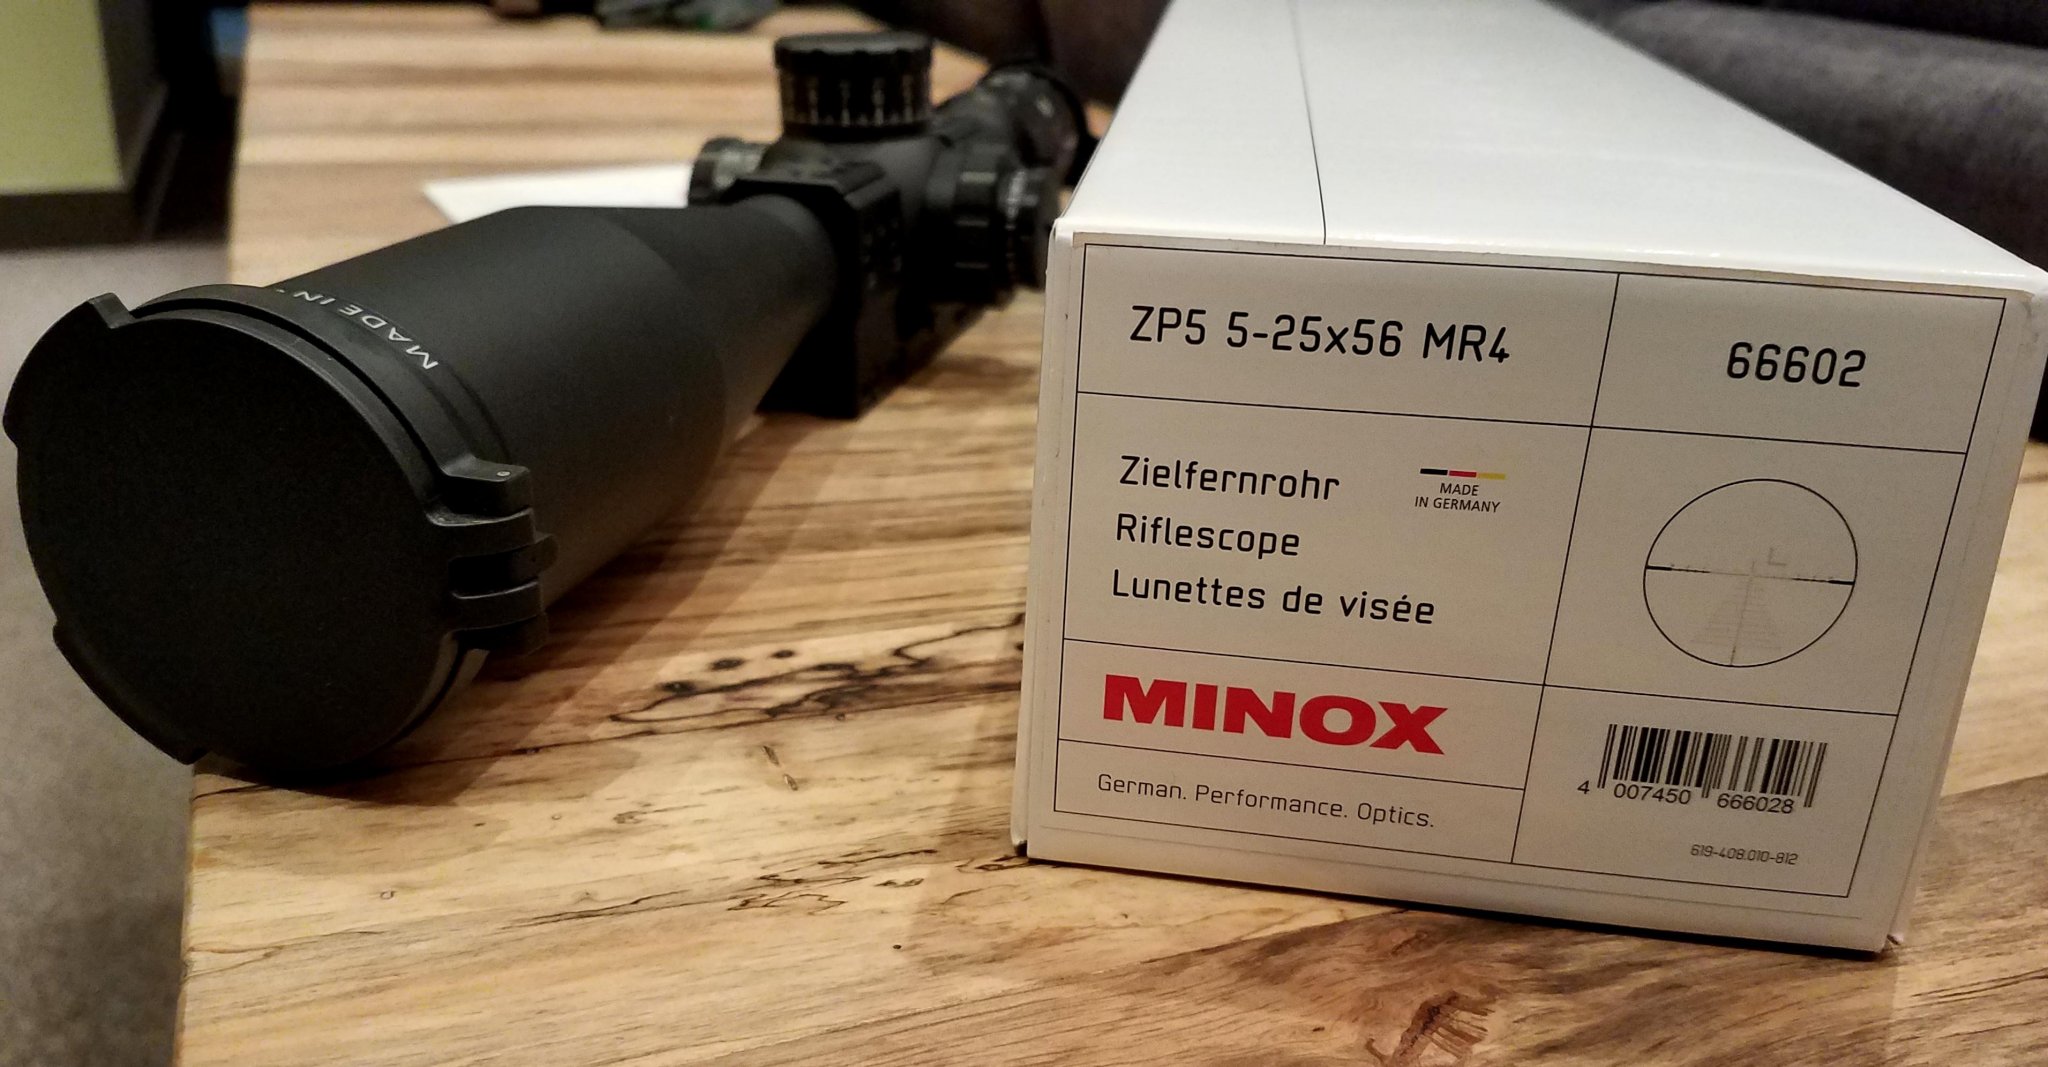 MADE IN
ZP5 5-25x56 MR4
66602
Zielfernrohr
MADE
IN GERMANY
Riflescope
Lunettes de visée
MINOX
German. Performance. Optics.
4 007450 666028
619-408.010-812